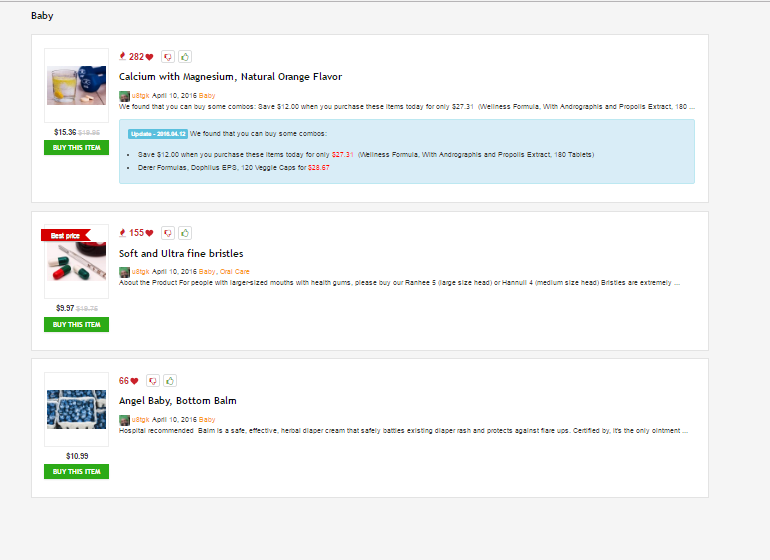 Baby
282
Calcium with Magnesium, Natural Orange Flavor
u8tgk April 10, 2016 Baby
We found that you can buy some combos: Save $12.00 when you purchase these items today for only $27.31 (Wellness Formula, With Andrographis and Propolis Extract, 180 ...
$15.36
BUY THIS ITEM
Update - 2016.04.12 We found that you can buy some combos:
Save $12.00 when you purchase these items today for only $27.31 (Wellness Formula, With Andrographis and Propolis Extract, 180 Tablets)
Derer Formulas, Dophilus EPS, 120 Veggie Caps for $28.67
Best price
155
Soft and Ultra fine bristles
u8tgk April 10, 2016 Baby, Oral Care
About the Product For people with larger-sized mouths with health gums, please buy our Ranhee 5 (large size head) or Hannull 4 (medium size head) Bristles are extremely ...
$9.97
BUY THIS ITEM
66
Angel Baby, Bottom Balm
u8tgk April 10, 2016 Baby
Hospital recommended Balm is a safe, effective, herbal diaper cream that safely battles existing diaper rash and protects against flare ups. Certified by, it's the only ointment ...
$10.99
BUY THIS ITEM